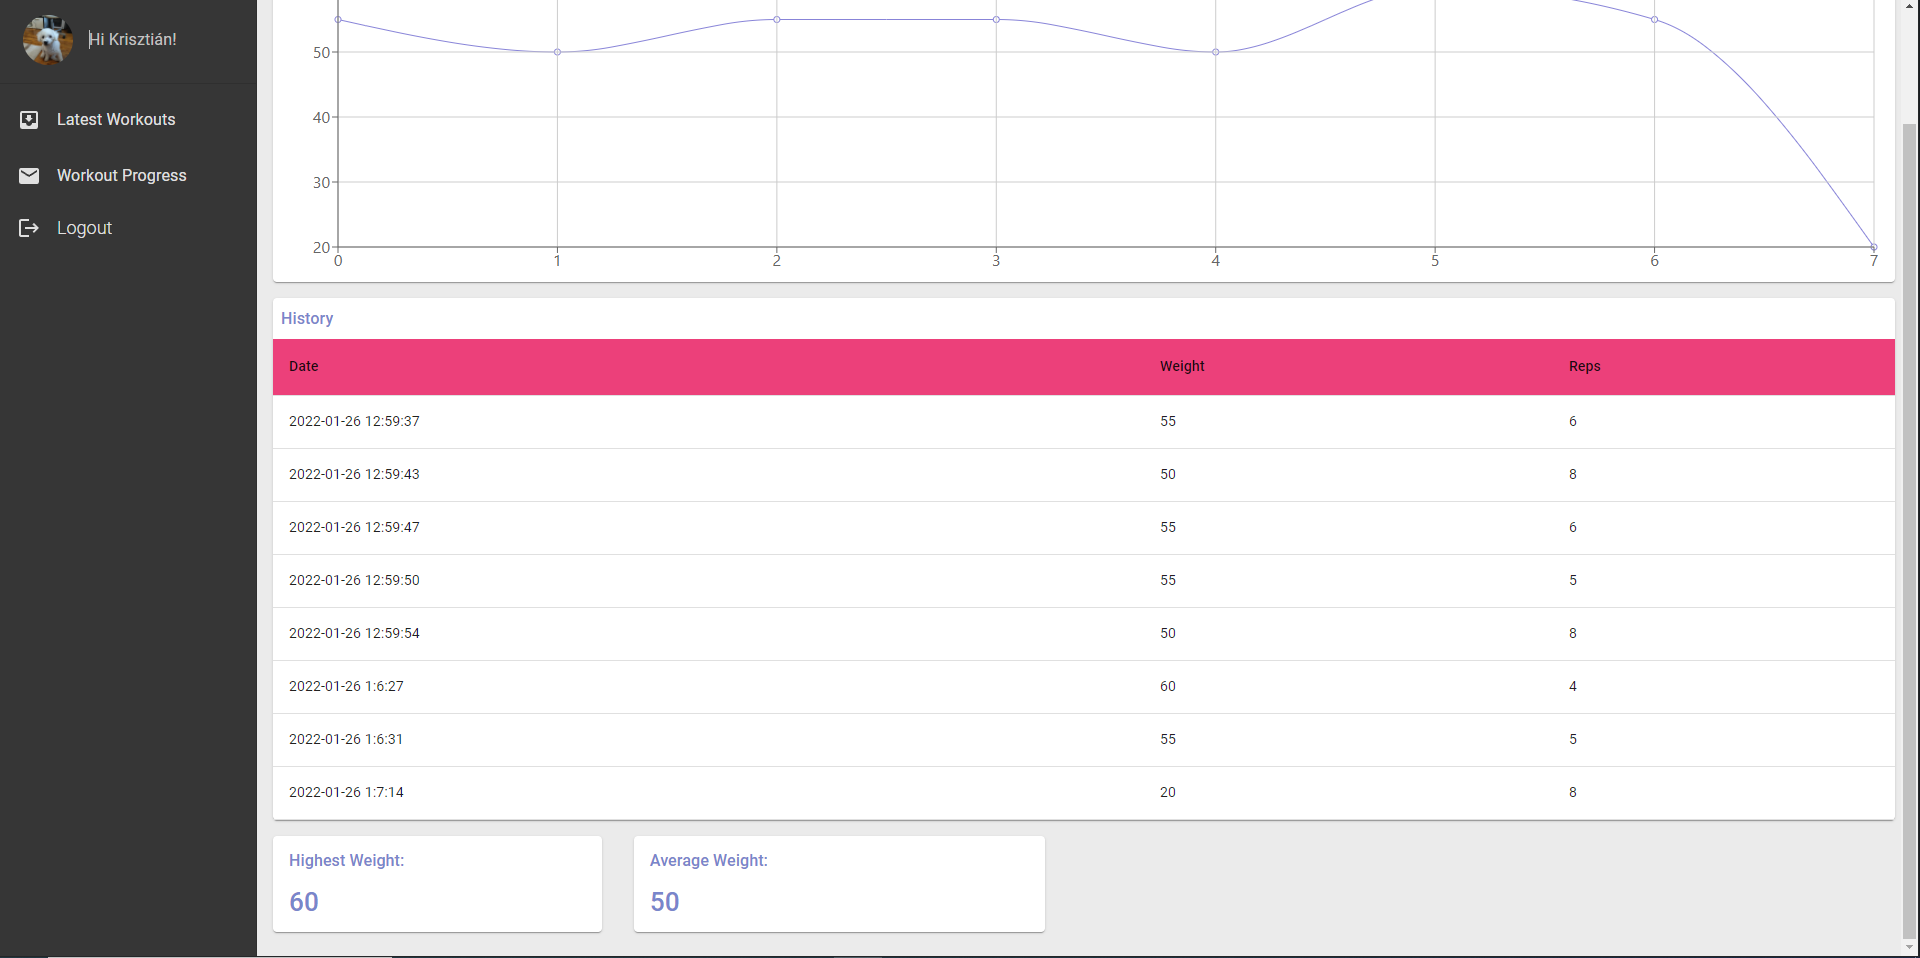 Hi Krisztián!
Latest Workouts
Workout Progress
Logout
50
40
30
20
0 1 2 3 4 5 6 7
History
Date Weight Reps
2022-01-26 12:59:37 55 6
2022-01-26 12:59:43 50 8
2022-01-26 12:59:47 55 6
2022-01-26 12:59:50 55 5
2022-01-26 12:59:54 50 8
2022-01-26 1:6:27 60 4
2022-01-26 1:6:31 55 5
2022-01-26 1:7:14 20 8
Highest Weight:
60
Average Weight:
50